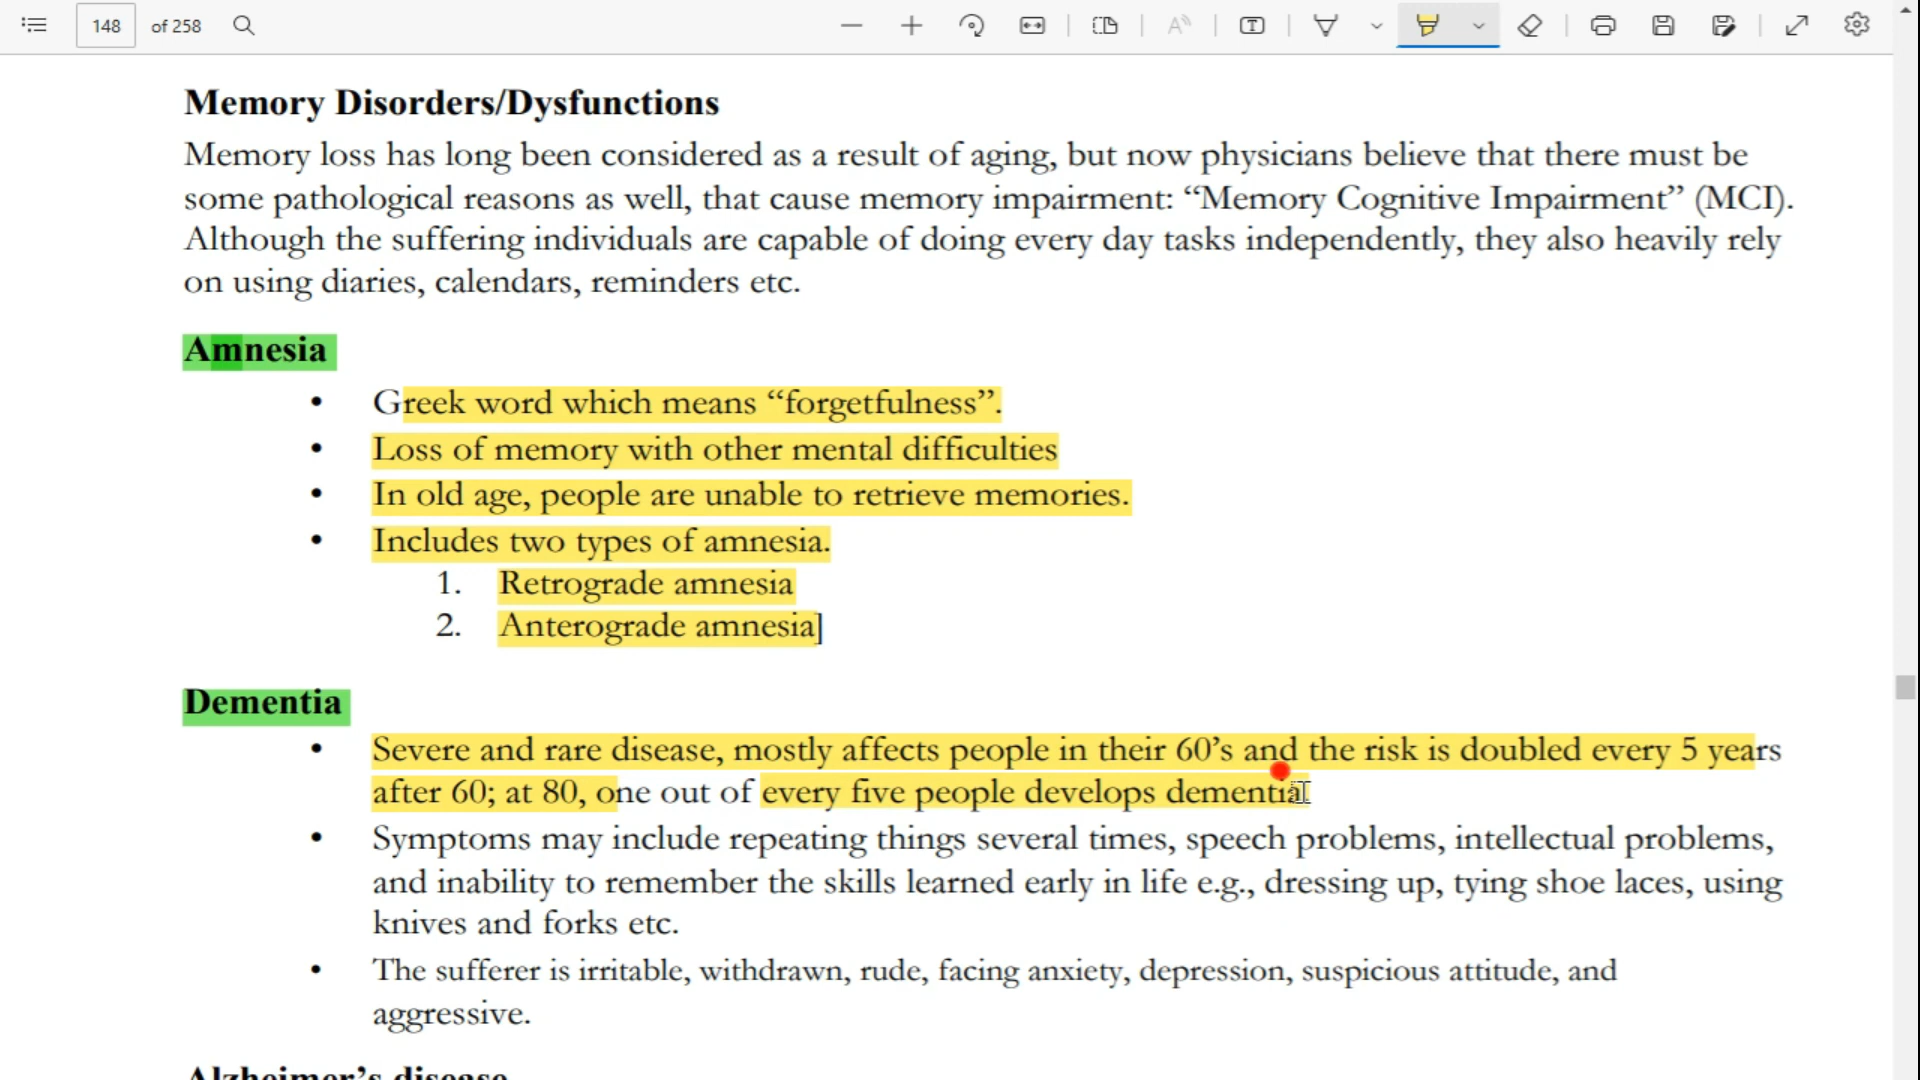 148 of 258
Memory Disorders/Dysfunctions
Memory loss has long been considered as a result of aging, but now physicians believe that there must be
some pathological reasons as well, that cause memory impairment: “Memory Cognitive Impairment” (MCI).
Although the suffering individuals are capable of doing every day tasks independently, they also heavily rely
on using diaries, calendars, reminders etc.
Amnesia
• Greek word which means “forgetfulness”.
• Loss of memory with other mental difficulties
• In old age, people are unable to retrieve memories.
• Includes two types of amnesia.
1. Retrograde amnesia
2. Anterograde amnesia]
Dementia
• Severe and rare disease, mostly affects people in their 60’s and the risk is doubled every 5 years
after 60; at 80, one out of every five people develops dementia.
• Symptoms may include repeating things several times, speech problems, intellectual problems,
and inability to remember the skills learned early in life e.g., dressing up, tying shoe laces, using
knives and forks etc.
• The sufferer is irritable, withdrawn, rude, facing anxiety, depression, suspicious attitude, and
aggressive.
Alzheimer’s disease